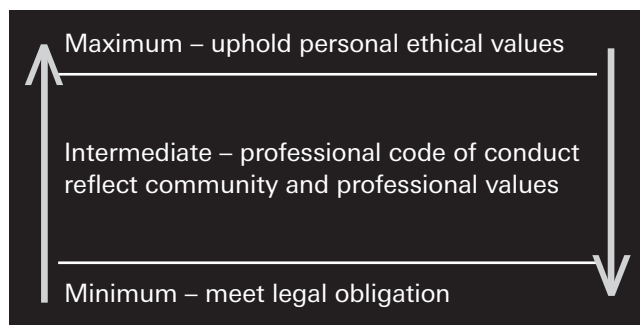 Maximum – uphold personal ethical values
Intermediate – professional code of conduct
reflect community and professional values
Minimum – meet legal obligation